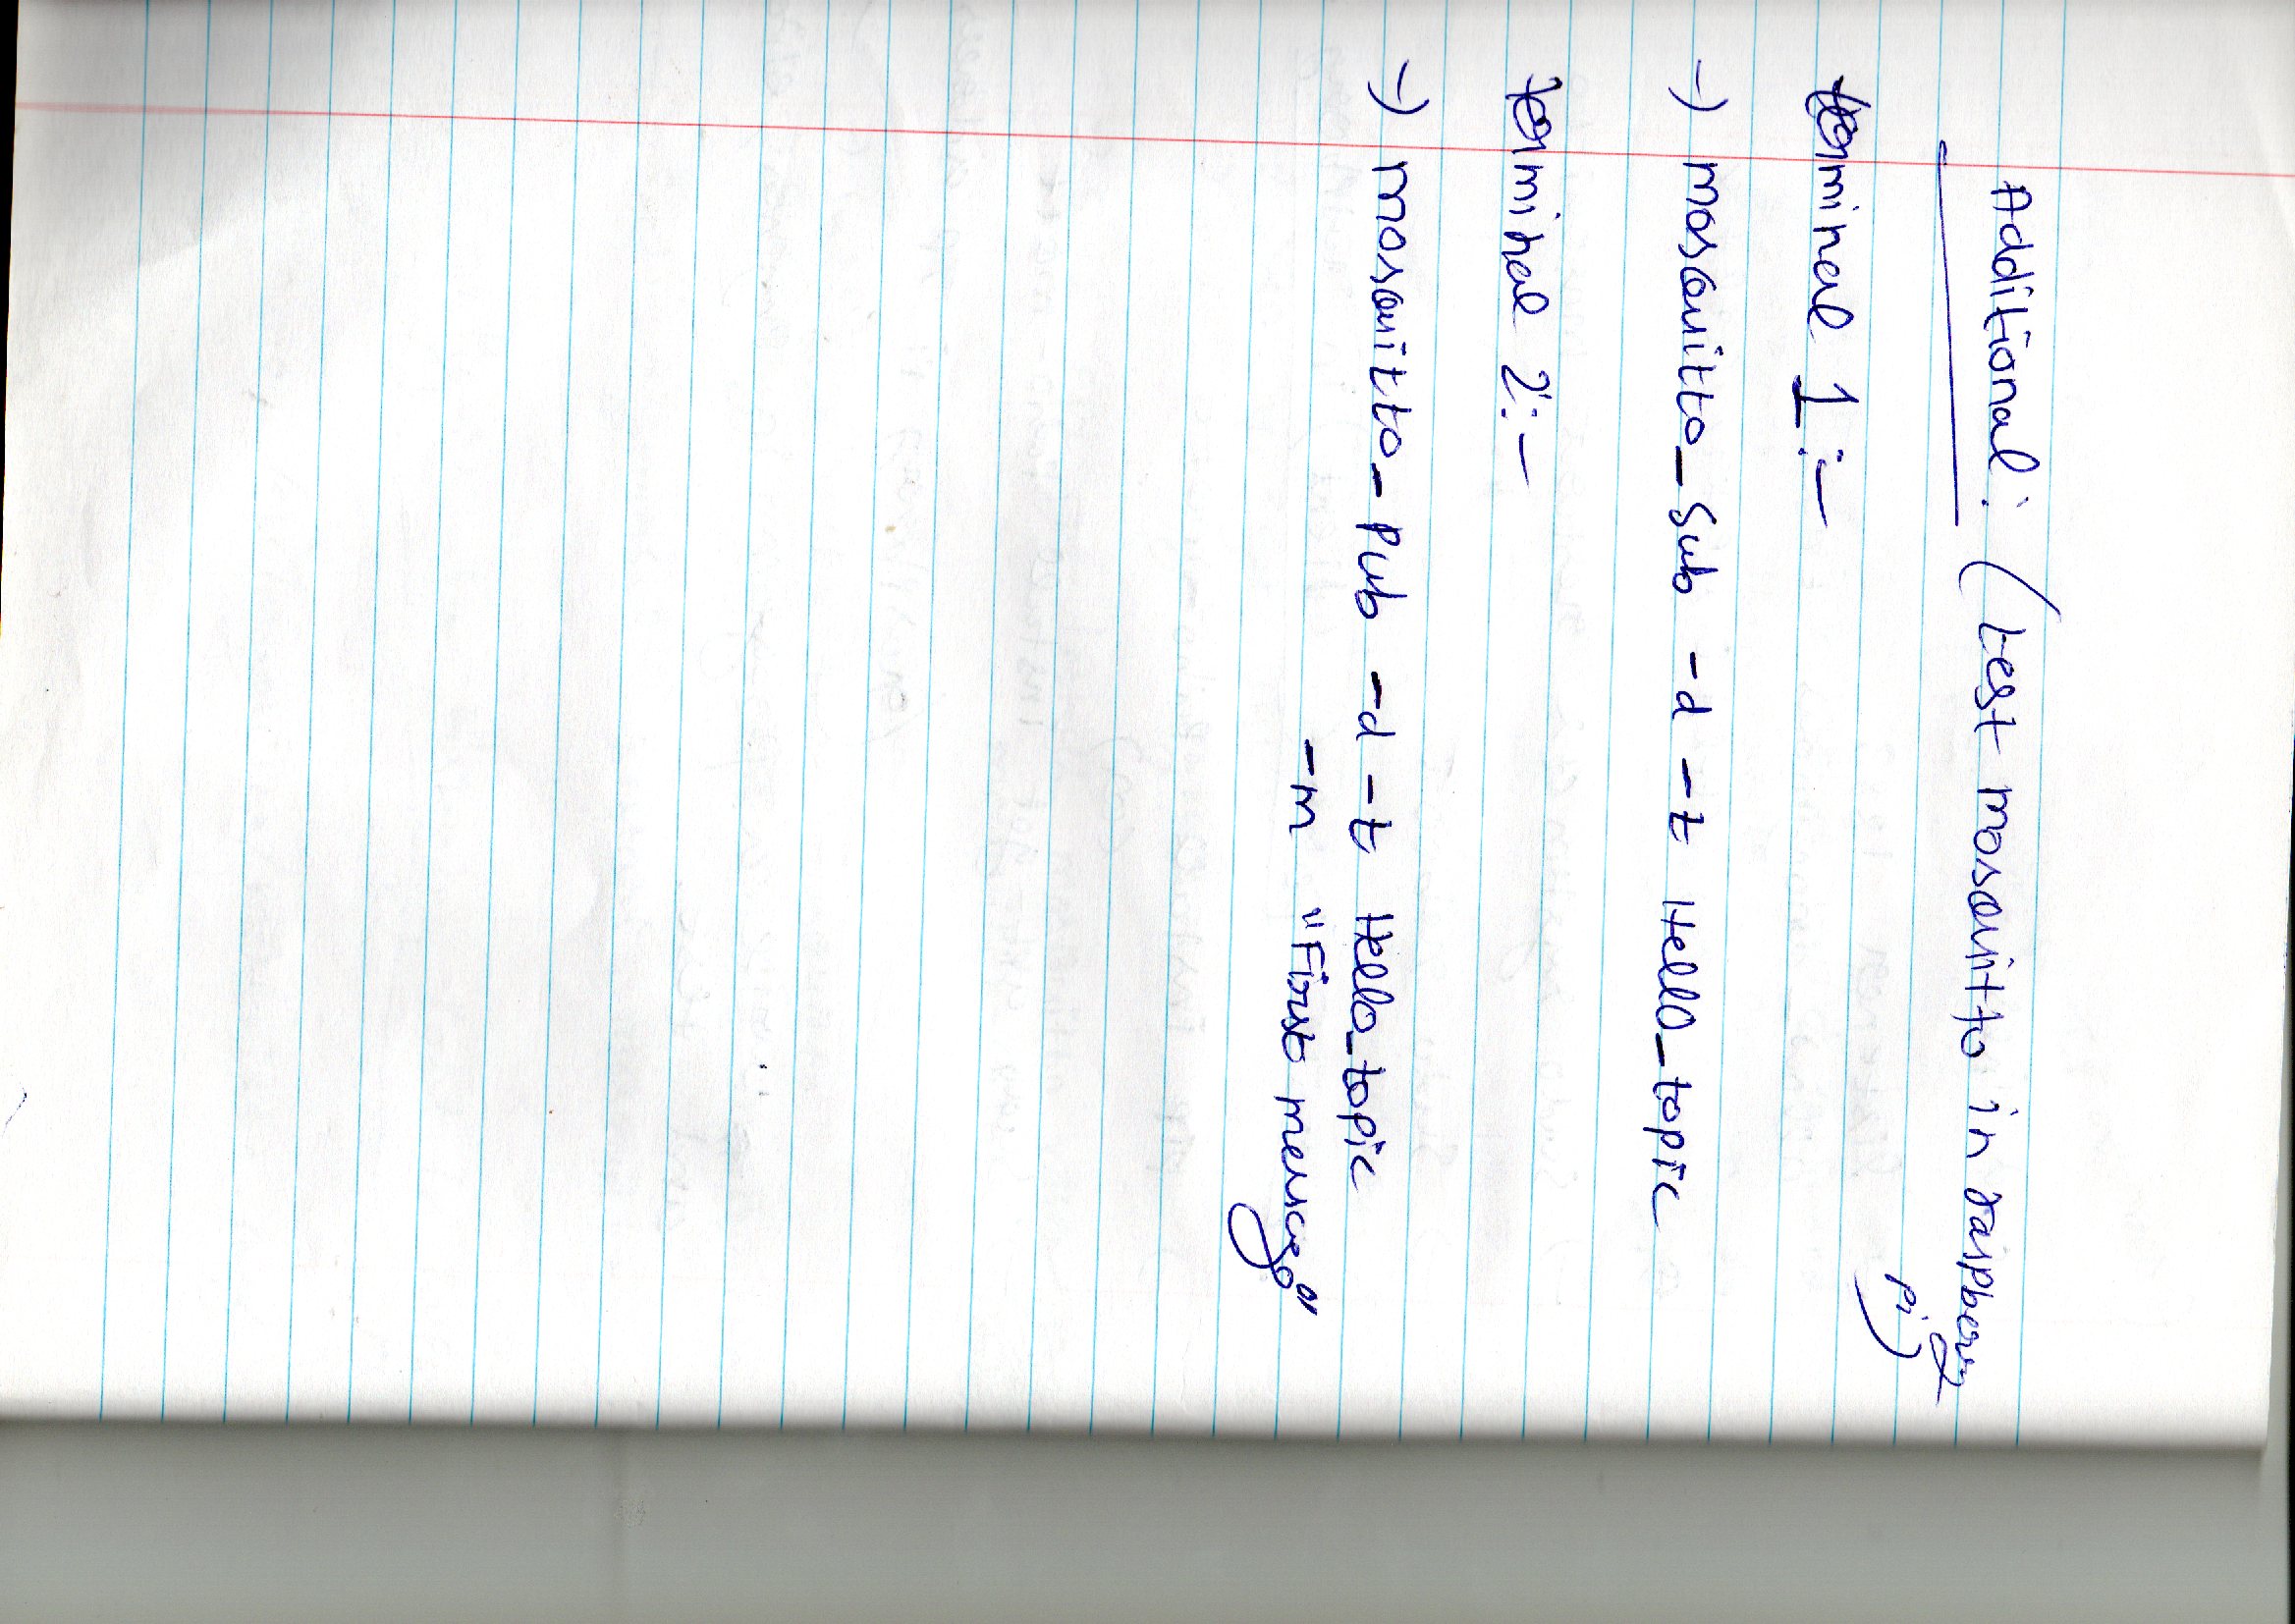 Additional: (test mosquitto in raspberry
pi)
terminal 1:-
→ mosquitto_sub -d -t Hello_topic
terminal 2:-
→ mosquitto_pub -d -t Hello_topic
-m "First message"